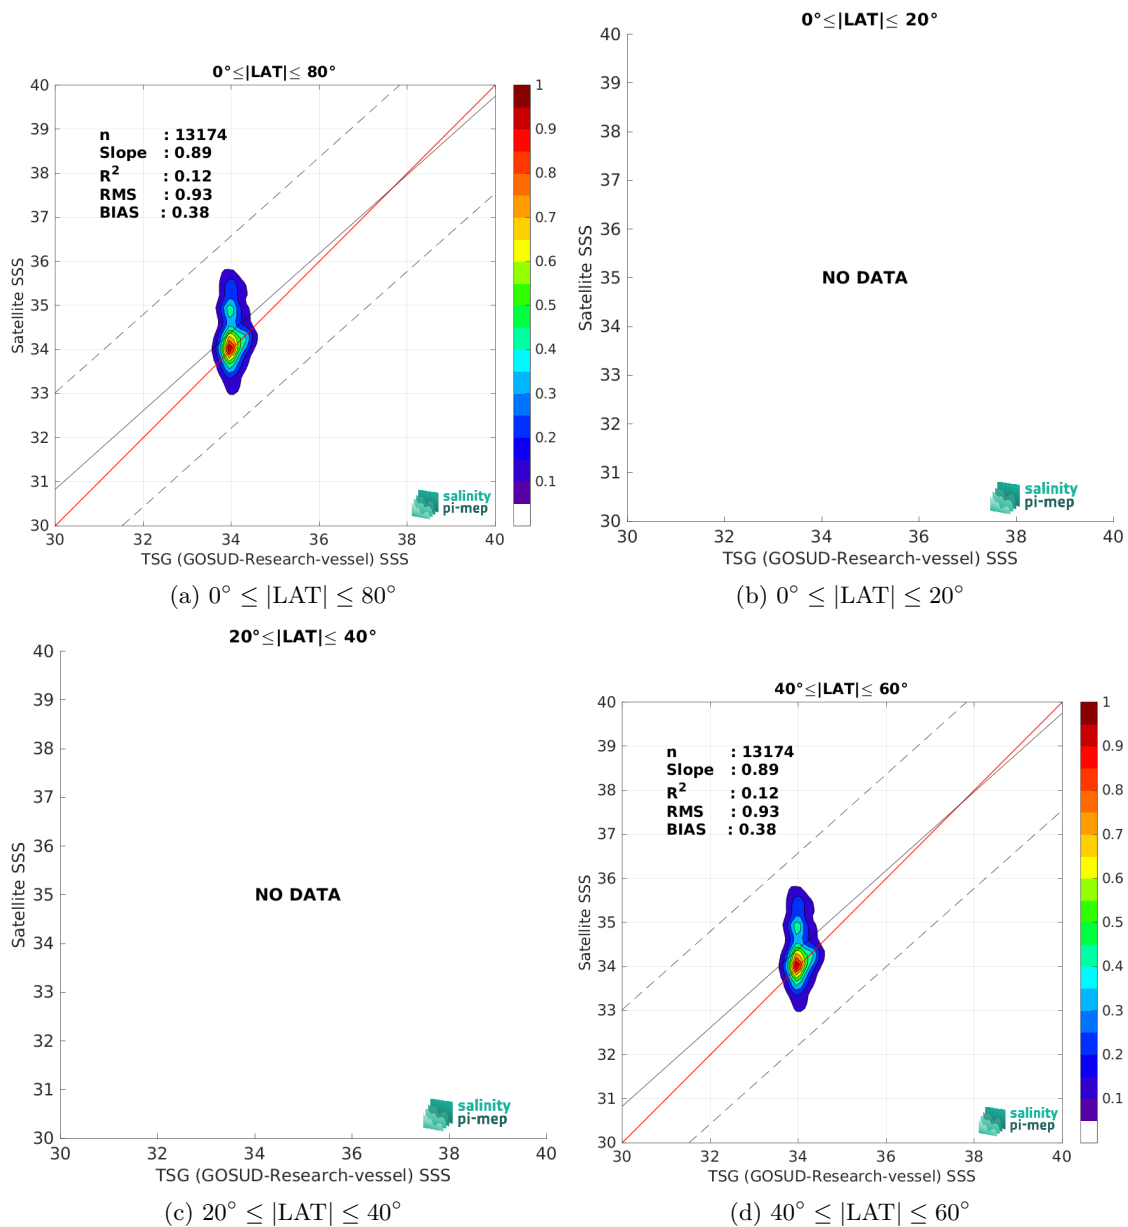 0°≤|LAT|≤ 80°
40
39
38
37
36
35
34
33
32
31
30
Satellite SSS
n : 13174
Slope : 0.89
R² : 0.12
RMS : 0.93
BIAS : 0.38
salinity
pi-mep
30 32 34 36 38 40
TSG (GOSUD-Research-vessel) SSS
1
0.9
0.8
0.7
0.6
0.5
0.4
0.3
0.2
0.1
(a) 0° ≤ |LAT| ≤ 80°
0°≤|LAT|≤ 20°
40
39
38
37
36
35
34
33
32
31
30
Satellite SSS
NO DATA
salinity
pi-mep
30 32 34 36 38 40
TSG (GOSUD-Research-vessel) SSS
(b) 0° ≤ |LAT| ≤ 20°
20°≤|LAT|≤ 40°
40
39
38
37
36
35
34
33
32
31
30
Satellite SSS
NO DATA
salinity
pi-mep
30 32 34 36 38 40
TSG (GOSUD-Research-vessel) SSS
(c) 20° ≤ |LAT| ≤ 40°
40°≤|LAT|≤ 60°
40
39
38
37
36
35
34
33
32
31
30
Satellite SSS
n : 13174
Slope : 0.89
R² : 0.12
RMS : 0.93
BIAS : 0.38
salinity
pi-mep
30 32 34 36 38 40
TSG (GOSUD-Research-vessel) SSS
1
0.9
0.8
0.7
0.6
0.5
0.4
0.3
0.2
0.1
(d) 40° ≤ |LAT| ≤ 60°